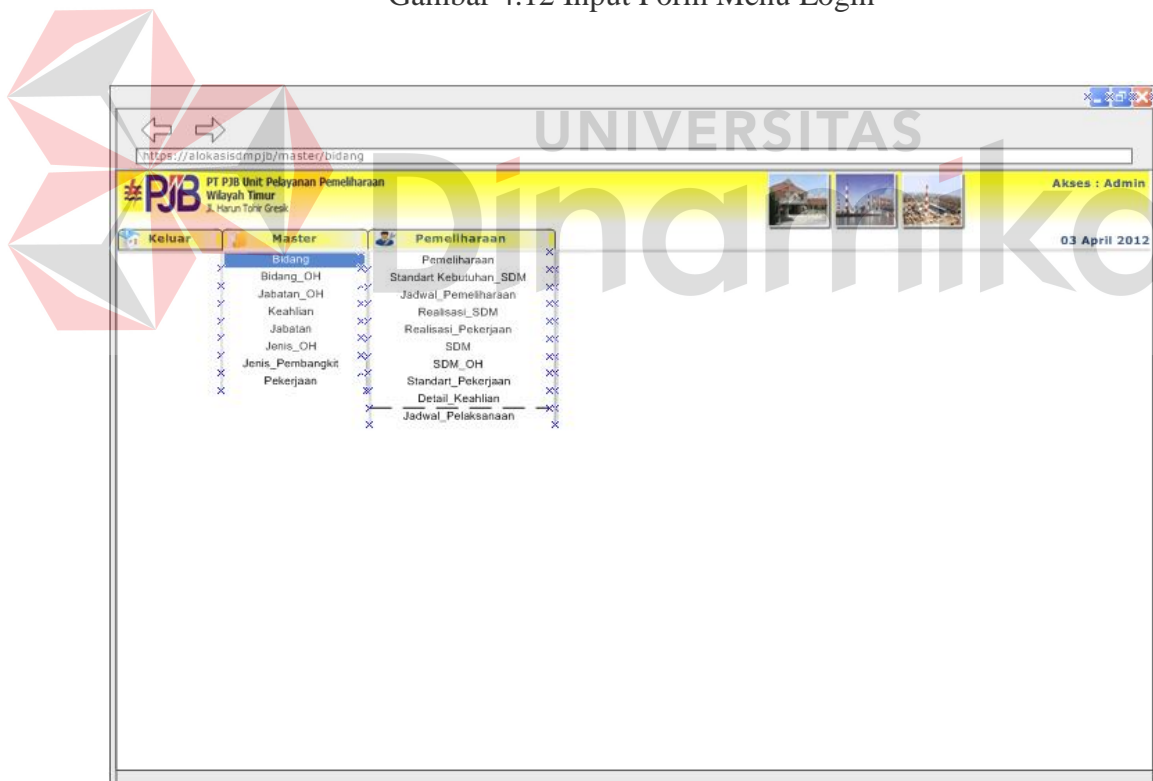 Gambar 4.12 Input Form Menu Login
UNIVERSITAS
Dinamika
https://alokasisdmpjb/master/bidang
PJB
PT PJB Unit Pelayanan Pemeliharaan
Wilayah Timur
Jl. Harun Tohir Gresik
Akses : Admin
03 April 2012
Keluar
Master
Bidang
Bidang_OH
Jabatan_OH
Keahlian
Jabatan
Jenis_OH
Jenis_Pembangkit
Pekerjaan
Pemeliharaan
Pemeliharaan
Standart Kebutuhan_SDM
Jadwal_Pemeliharaan
Realisasi_SDM
Realisasi_Pekerjaan
SDM
SDM_OH
Standart_Pekerjaan
Detail_Keahlian
Jadwal_Pelaksanaan